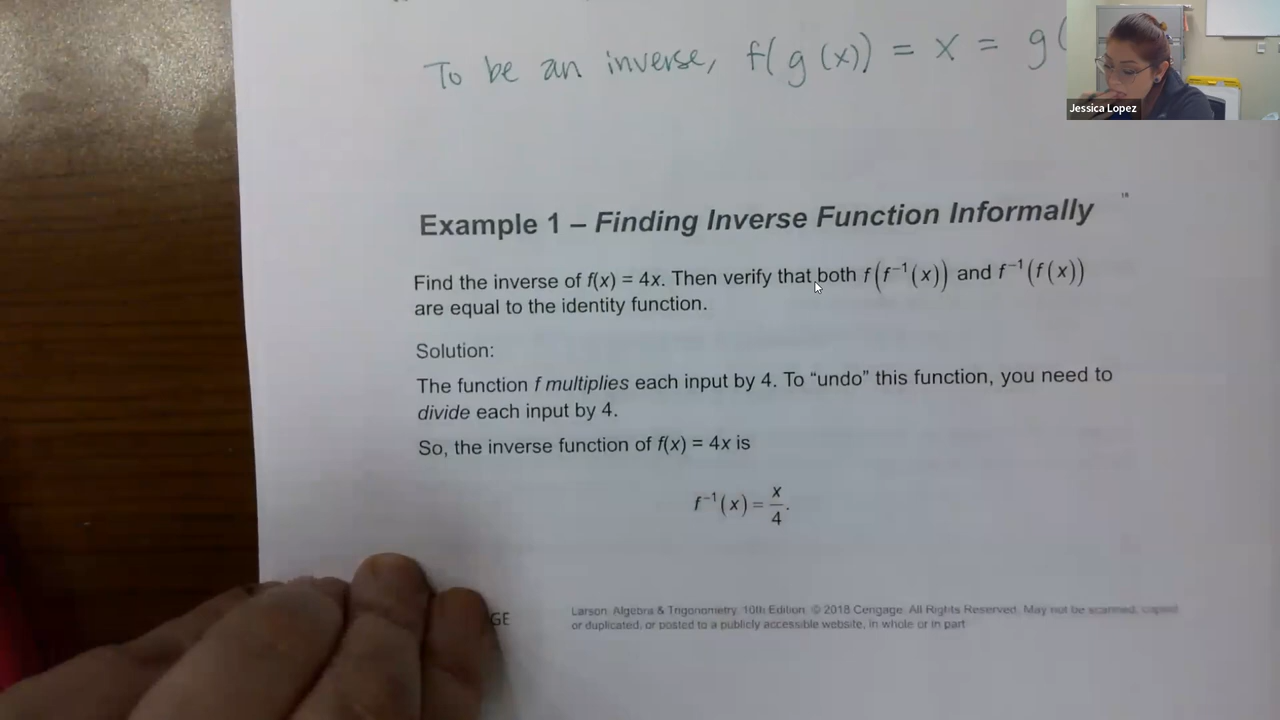 To be an inverse, f(g(x)) = x = g(
Jessica Lopez
Example 1 – Finding Inverse Function Informally
Find the inverse of f(x) = 4x. Then verify that both f(f⁻¹(x)) and f⁻¹(f(x))
are equal to the identity function.
Solution:
The function f multiplies each input by 4. To “undo” this function, you need to
divide each input by 4.
So, the inverse function of f(x) = 4x is
f⁻¹(x) = x/4.
GE
Larson, Algebra & Trigonometry, 10th Edition. © 2018 Cengage. All Rights Reserved. May not be scanned, copied
or duplicated, or posted to a publicly accessible website, in whole or in part